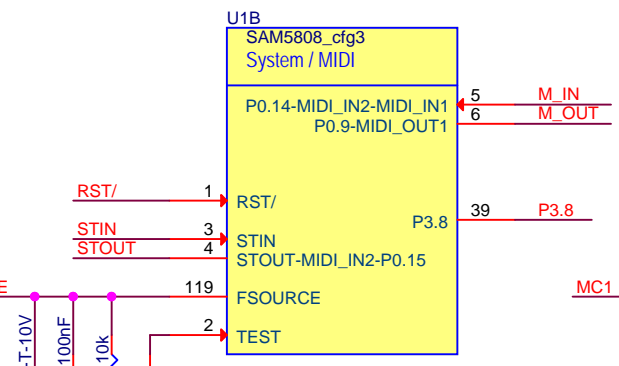 U1B
SAM5808_cfg3
System / MIDI
P0.14-MIDI_IN2-MIDI_IN1 5 M_IN
P0.9-MIDI_OUT1 6 M_OUT
RST/ 1 RST/
P3.8 39 P3.8
STIN 3 STIN
STOUT 4 STOUT-MIDI_IN2-P0.15
E 119 FSOURCE
MC1
2 TEST
-T-10V
100nF
10k